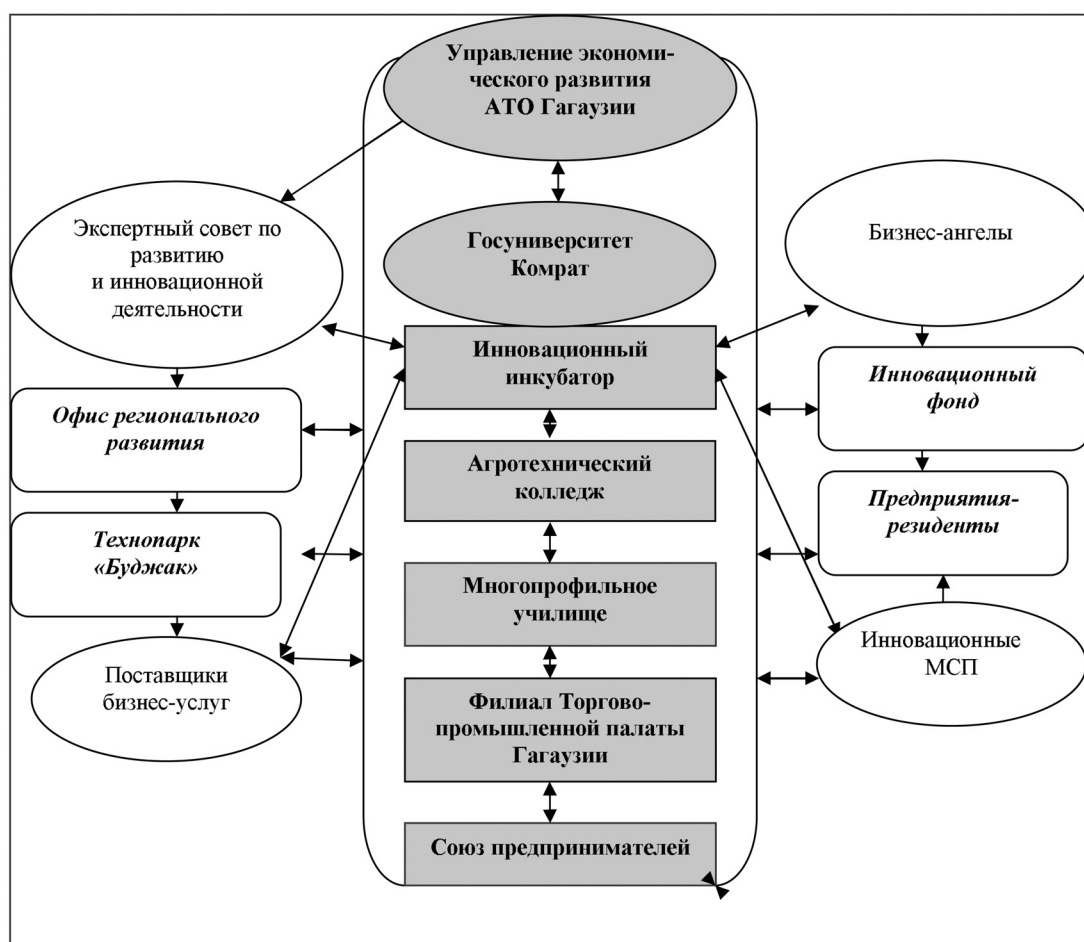 Управление экономи-
ческого развития
АТО Гагаузии
Экспертный совет по
развитию
и инновационной
деятельности
Госуниверситет
Комрат
Бизнес-ангелы
Инновационный
инкубатор
Инновационный
фонд
Офис регионального
развития
Агротехнический
колледж
Предприятия-
резиденты
Технопарк
«Буджак»
Многопрофильное
училище
Инновационные
МСП
Поставщики
бизнес-услуг
Филиал Торгово-
промышленной палаты
Гагаузии
Союз предпринимателей